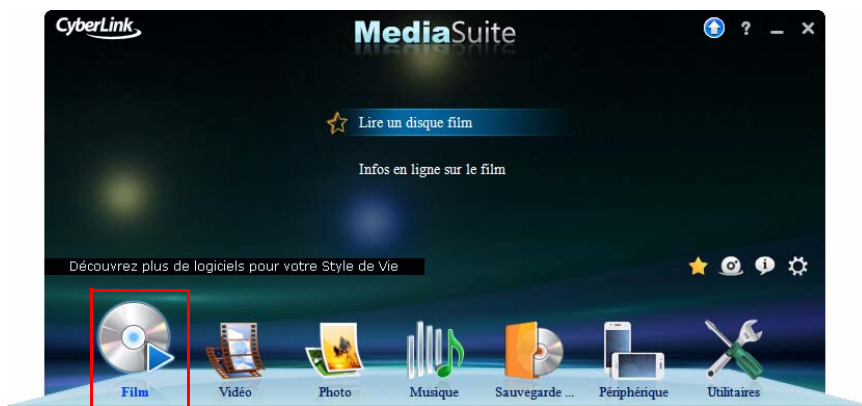 CyberLink
MediaSuite
?
Lire un disque film
Infos en ligne sur le film
Découvrez plus de logiciels pour votre Style de Vie
Film Vidéo Photo Musique Sauvegarde ... Périphérique Utilitaires